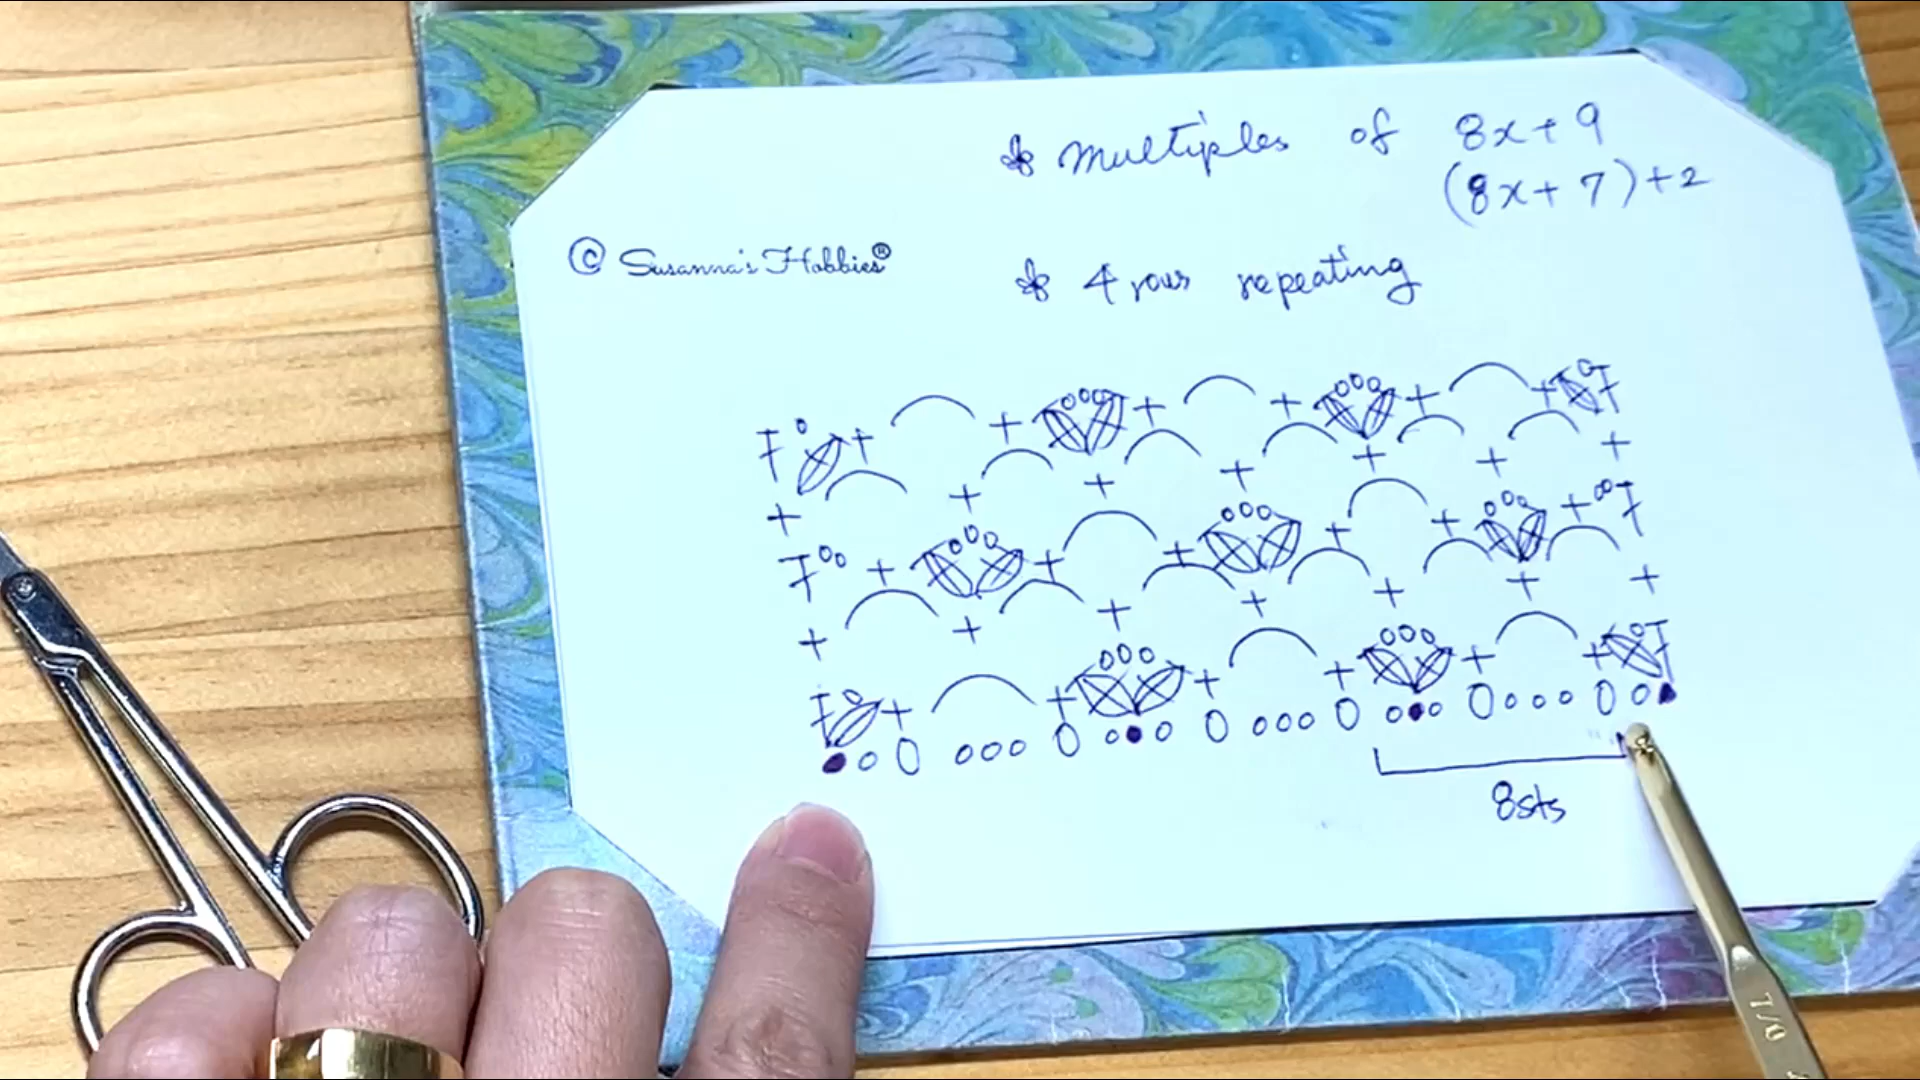 * multiples of 8x+9
(8x+7)+2
© Susanna's Hobbies®
* 4 rows repeating
8sts
7/0